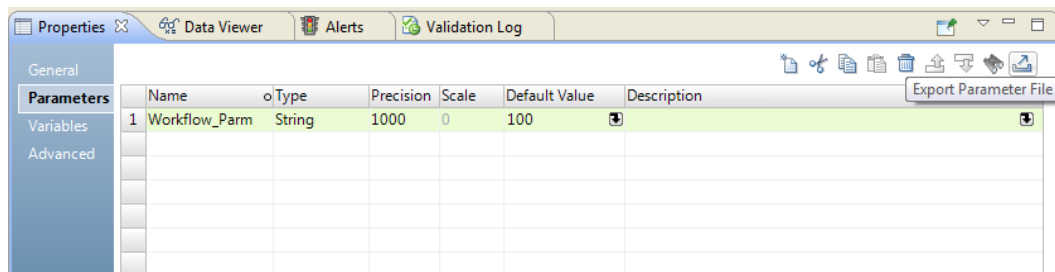 Properties Data Viewer Alerts Validation Log
General
Parameters
Variables
Advanced
Export Parameter File
Name Type Precision Scale Default Value Description
1 Workflow_Parm String 1000 0 100